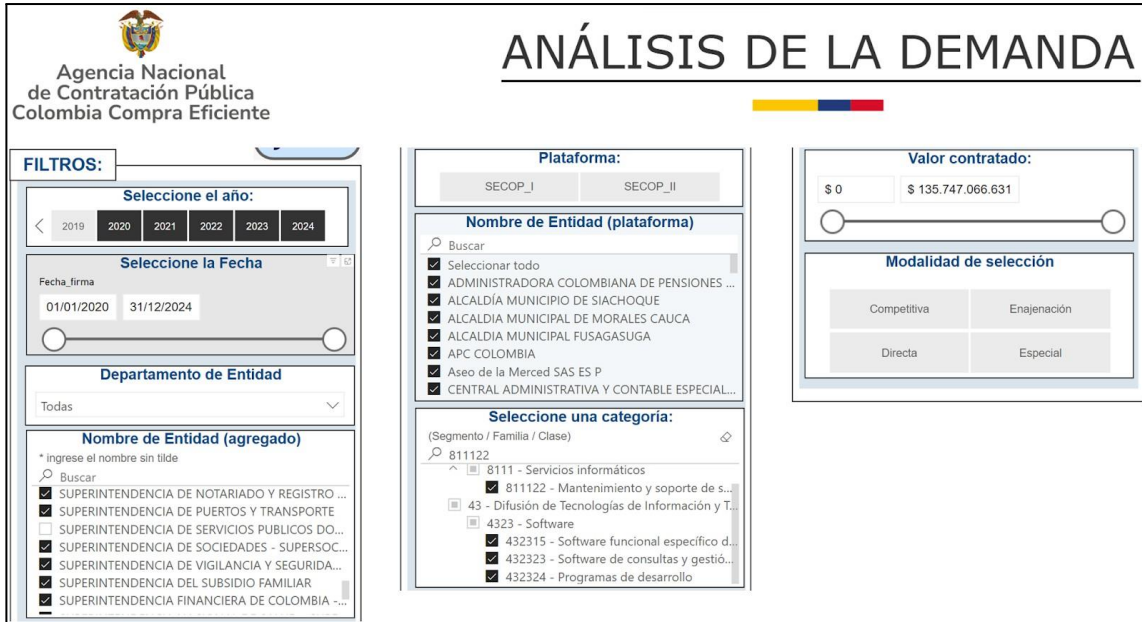 Agencia Nacional
de Contratación Pública
Colombia Compra Eficiente
ANÁLISIS DE LA DEMANDA
FILTROS:
Seleccione el año:
2019 2020 2021 2022 2023 2024
Seleccione la Fecha
Fecha_firma
01/01/2020 31/12/2024
Departamento de Entidad
Todas
Nombre de Entidad (agregado)
* ingrese el nombre sin tilde
Buscar
SUPERINTENDENCIA DE NOTARIADO Y REGISTRO ...
SUPERINTENDENCIA DE PUERTOS Y TRANSPORTE
SUPERINTENDENCIA DE SERVICIOS PUBLICOS DO...
SUPERINTENDENCIA DE SOCIEDADES - SUPERSOC...
SUPERINTENDENCIA DE VIGILANCIA Y SEGURIDA...
SUPERINTENDENCIA DEL SUBSIDIO FAMILIAR
SUPERINTENDENCIA FINANCIERA DE COLOMBIA -...
Plataforma:
SECOP_I SECOP_II
Nombre de Entidad (plataforma)
Buscar
Seleccionar todo
ADMINISTRADORA COLOMBIANA DE PENSIONES ...
ALCALDÍA MUNICIPIO DE SIACHOQUE
ALCALDIA MUNICIPAL DE MORALES CAUCA
ALCALDIA MUNICIPAL FUSAGASUGA
APC COLOMBIA
Aseo de la Merced SAS ES P
CENTRAL ADMINISTRATIVA Y CONTABLE ESPECIAL...
Seleccione una categoría:
(Segmento / Familia / Clase)
811122
8111 - Servicios informáticos
811122 - Mantenimiento y soporte de s...
43 - Difusión de Tecnologías de Información y T...
4323 - Software
432315 - Software funcional específico d...
432323 - Software de consultas y gestió...
432324 - Programas de desarrollo
Valor contratado:
$ 0 $ 135.747.066.631
Modalidad de selección
Competitiva Enajenación
Directa Especial